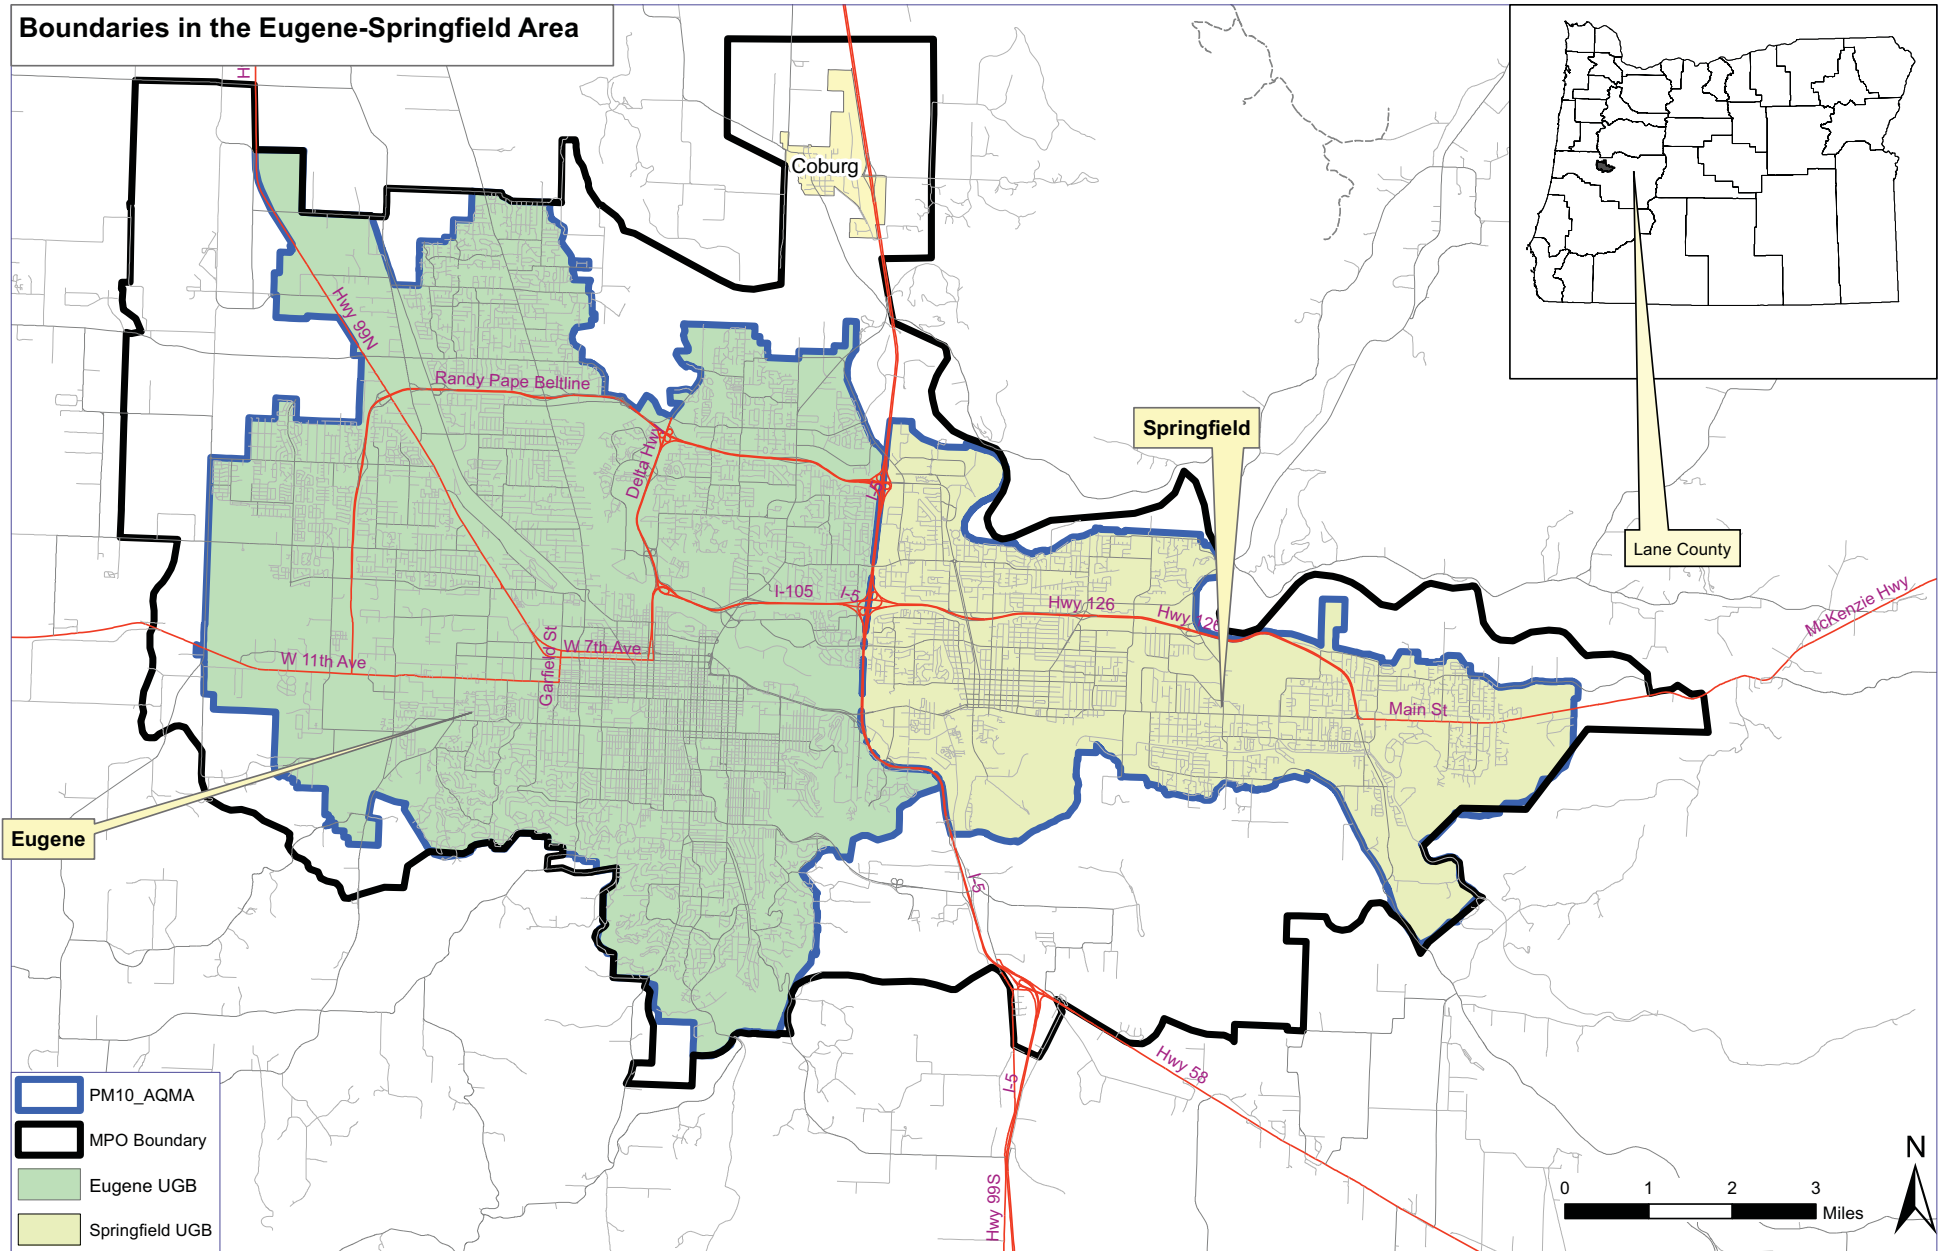 Boundaries in the Eugene-Springfield Area
H
Coburg
Hwy 99N
Randy Pape Beltline
Delta Hwy
I-5
Springfield
Lane County
I-105
I-5
Hwy 126
Hwy 126
McKenzie Hwy
W 11th Ave
Garfield St
W 7th Ave
Main St
Eugene
I-5
Hwy 58
I-5
Hwy 99S
PM10_AQMA
MPO Boundary
Eugene UGB
Springfield UGB
N
0 1 2 3
Miles